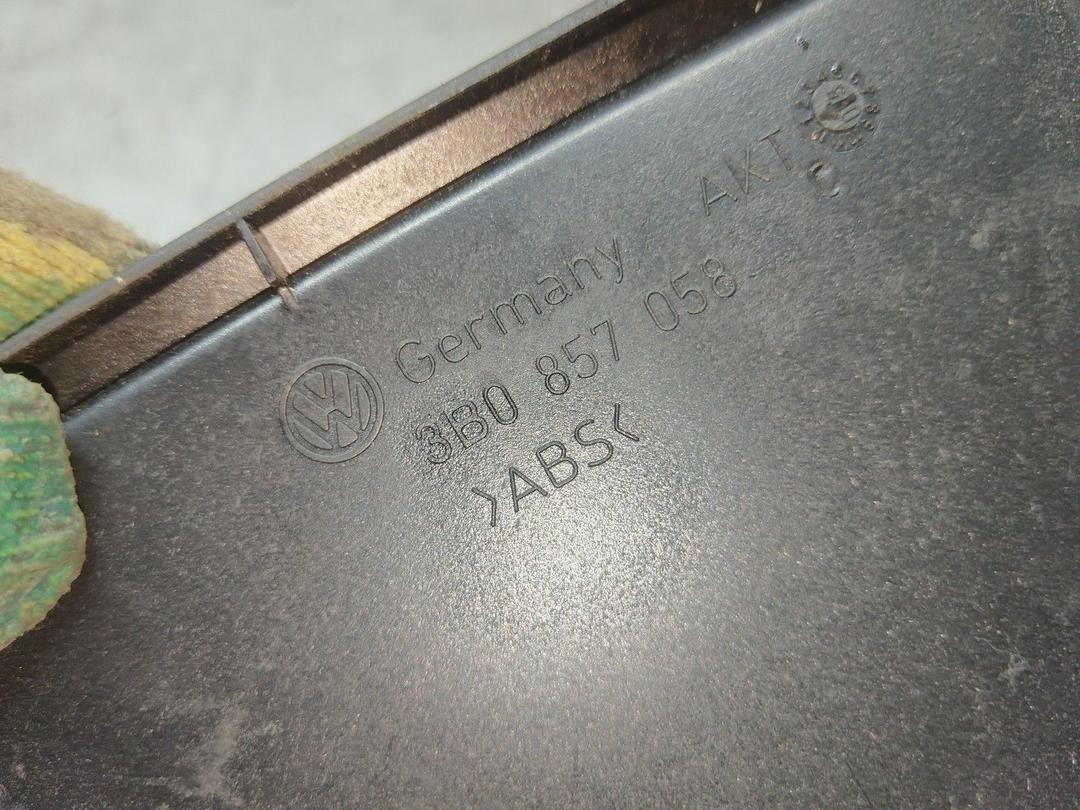 AKT
Germany
3B0 857 058
>ABS<